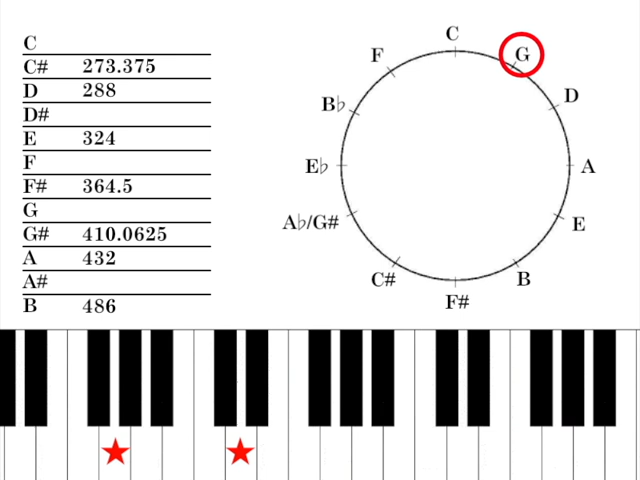 C
C# 273.375
D 288
D#
E 324
F
F# 364.5
G
G# 410.0625
A 432
A#
B 486
C
G
D
A
E
B
F#
C#
A♭/G#
E♭
B♭
F